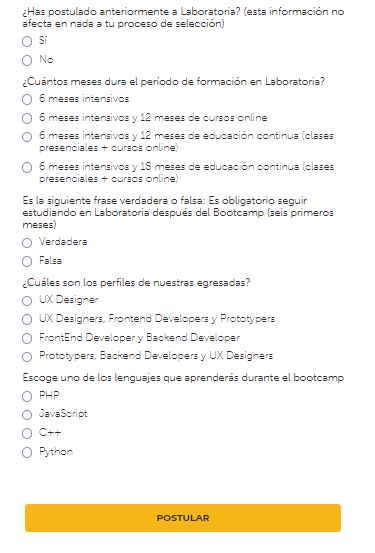 ¿Has postulado anteriormente a Laboratoria? (esta información no
afecta en nada a tu proceso de selección)
Sí
No
¿Cuántos meses dura el período de formación en Laboratoria?
6 meses intensivos
6 meses intensivos y 12 meses de cursos online
6 meses intensivos y 12 meses de educación continua (clases
presenciales + cursos online)
6 meses intensivos y 18 meses de educación continua (clases
presenciales + cursos online)
Es la siguiente frase verdadera o falsa: Es obligatorio seguir
estudiando en Laboratoria después del Bootcamp (seis primeros
meses)
Verdadera
Falsa
¿Cuáles son los perfiles de nuestras egresadas?
UX Designer
UX Designers, Frontend Developers y Prototypers
FrontEnd Developer y Backend Developer
Prototypers, Backend Developers y UX Designers
Escoge uno de los lenguajes que aprenderás durante el bootcamp
PHP
JavaScript
C++
Python
POSTULAR